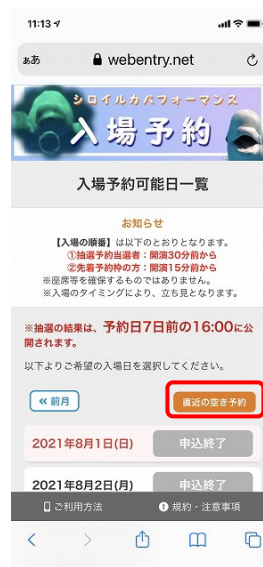 11:13
ぁあ webentry.net
シロイルカパフォーマンス
入場予約
入場予約可能日一覧
お知らせ
【入場の順番】は以下のとおりとなります。
①抽選予約当選者：開演30分前から
②先着予約枠の方：開演15分前から
※座席等を確保するものではありません。
※入場のタイミングにより、立ち見となります。
※抽選の結果は、予約日7日前の16:00に公
開されます。
以下よりご希望の入場日を選択してください。
≪ 前月 直近の空き予約
2021年8月1日(日) 申込終了
2021年8月2日(月) 申込終了
ご利用方法 規約・注意事項